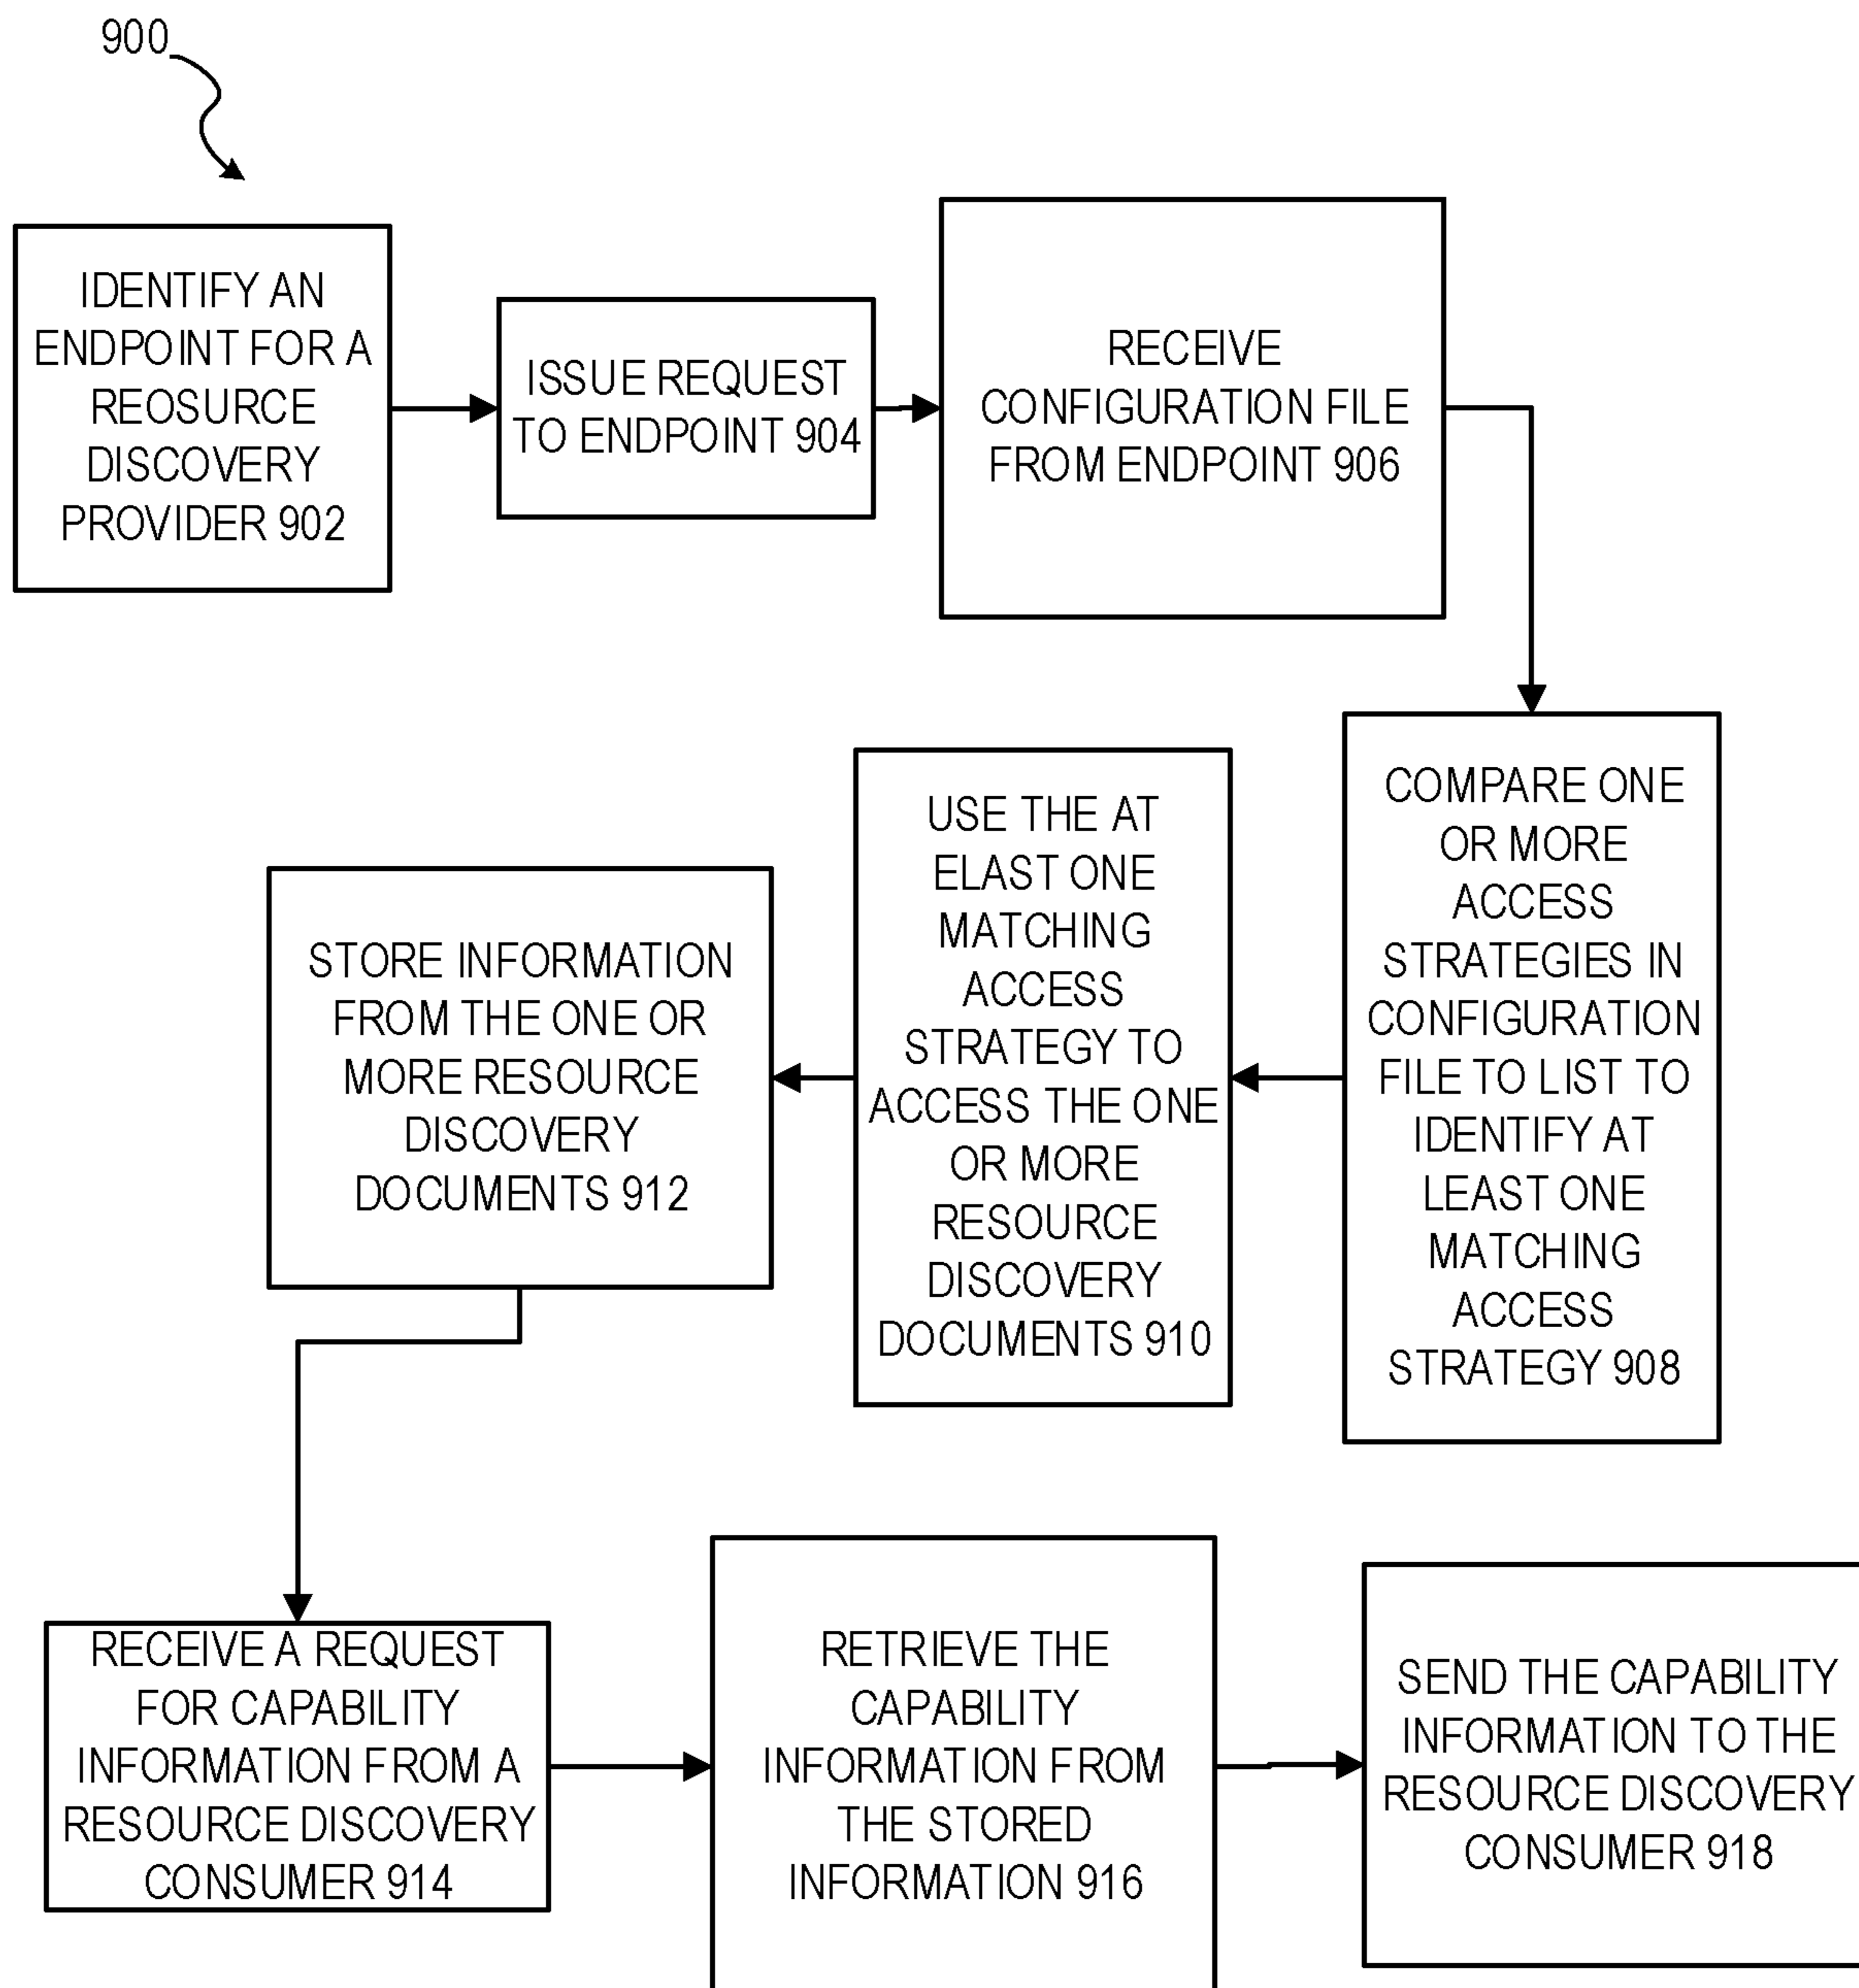 900
IDENTIFY AN
ENDPOINT FOR A
REOSURCE
DISCOVERY
PROVIDER 902
ISSUE REQUEST
TO ENDPOINT 904
RECEIVE
CONFIGURATION FILE
FROM ENDPOINT 906
COMPARE ONE
OR MORE
ACCESS
STRATEGIES IN
CONFIGURATION
FILE TO LIST TO
IDENTIFY AT
LEAST ONE
MATCHING
ACCESS
STRATEGY 908
USE THE AT
ELAST ONE
MATCHING
ACCESS
STRATEGY TO
ACCESS THE ONE
OR MORE
RESOURCE
DISCOVERY
DOCUMENTS 910
STORE INFORMATION
FROM THE ONE OR
MORE RESOURCE
DISCOVERY
DOCUMENTS 912
RECEIVE A REQUEST
FOR CAPABILITY
INFORMATION FROM A
RESOURCE DISCOVERY
CONSUMER 914
RETRIEVE THE
CAPABILITY
INFORMATION FROM
THE STORED
INFORMATION 916
SEND THE CAPABILITY
INFORMATION TO THE
RESOURCE DISCOVERY
CONSUMER 918